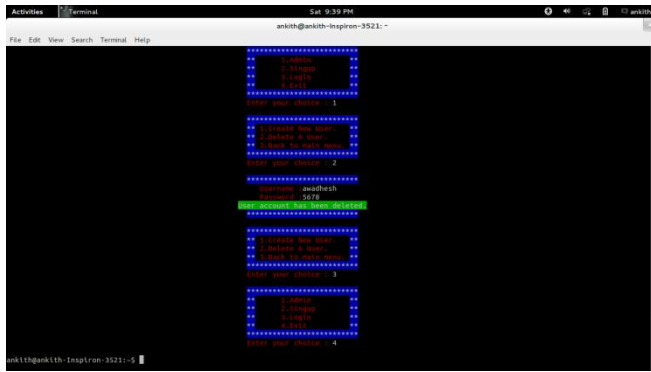 Activities Terminal Sat 9:39 PM ankith
ankith@ankith-Inspiron-3521: ~
File Edit View Search Terminal Help
***************************
** 1.Admin **
** 2.Singup **
** 3.Login **
** 4.Exit **
***************************
Enter your choice : 1
***************************
** 1.Create New User. **
** 2.Delete A User. **
** 3.Back to main menu. **
***************************
Enter your choice : 2
***************************
Username :awadhesh
Password :5678
User account has been deleted.
***************************
***************************
** 1.Create New User. **
** 2.Delete A User. **
** 3.Back to main menu. **
***************************
Enter your choice : 3
***************************
** 1.Admin **
** 2.Singup **
** 3.Login **
** 4.Exit **
***************************
Enter your choice : 4
ankith@ankith-Inspiron-3521:~$